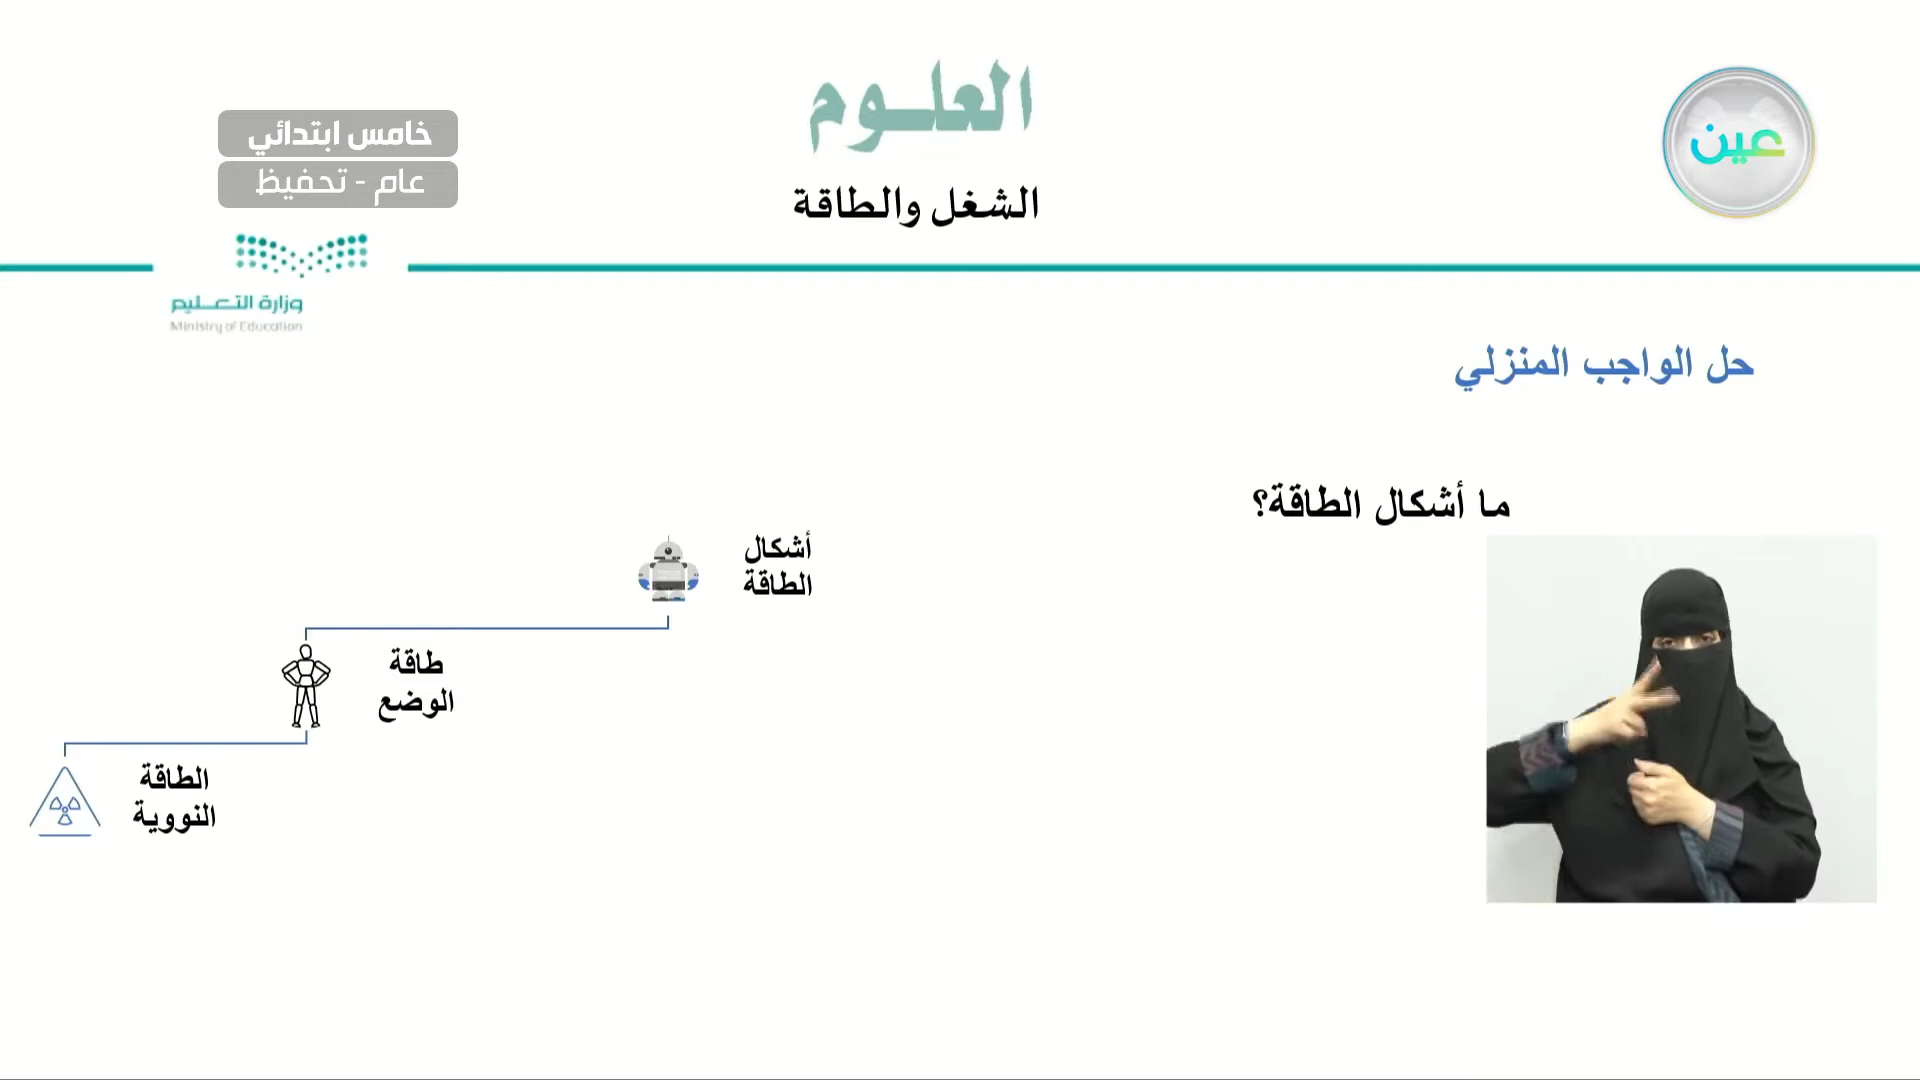 العلوم
عين
خامس ابتدائي
عام - تحفيظ
الشغل والطاقة
وزارة التعليم
Ministry of Education
حل الواجب المنزلي
ما أشكال الطاقة؟
أشكال
الطاقة
طاقة
الوضع
الطاقة
النووية